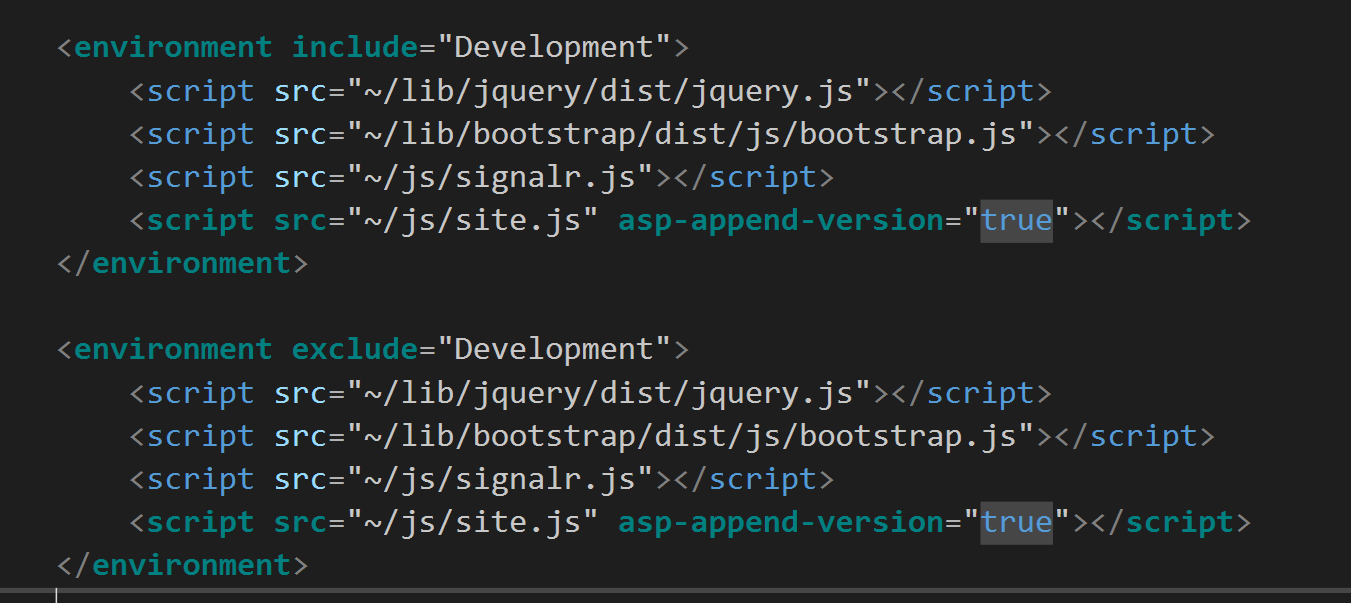 <environment include="Development">
<script src="~/lib/jquery/dist/jquery.js"></script>
<script src="~/lib/bootstrap/dist/js/bootstrap.js"></script>
<script src="~/js/signalr.js"></script>
<script src="~/js/site.js" asp-append-version="true"></script>
</environment>
<environment exclude="Development">
<script src="~/lib/jquery/dist/jquery.js"></script>
<script src="~/lib/bootstrap/dist/js/bootstrap.js"></script>
<script src="~/js/signalr.js"></script>
<script src="~/js/site.js" asp-append-version="true"></script>
</environment>